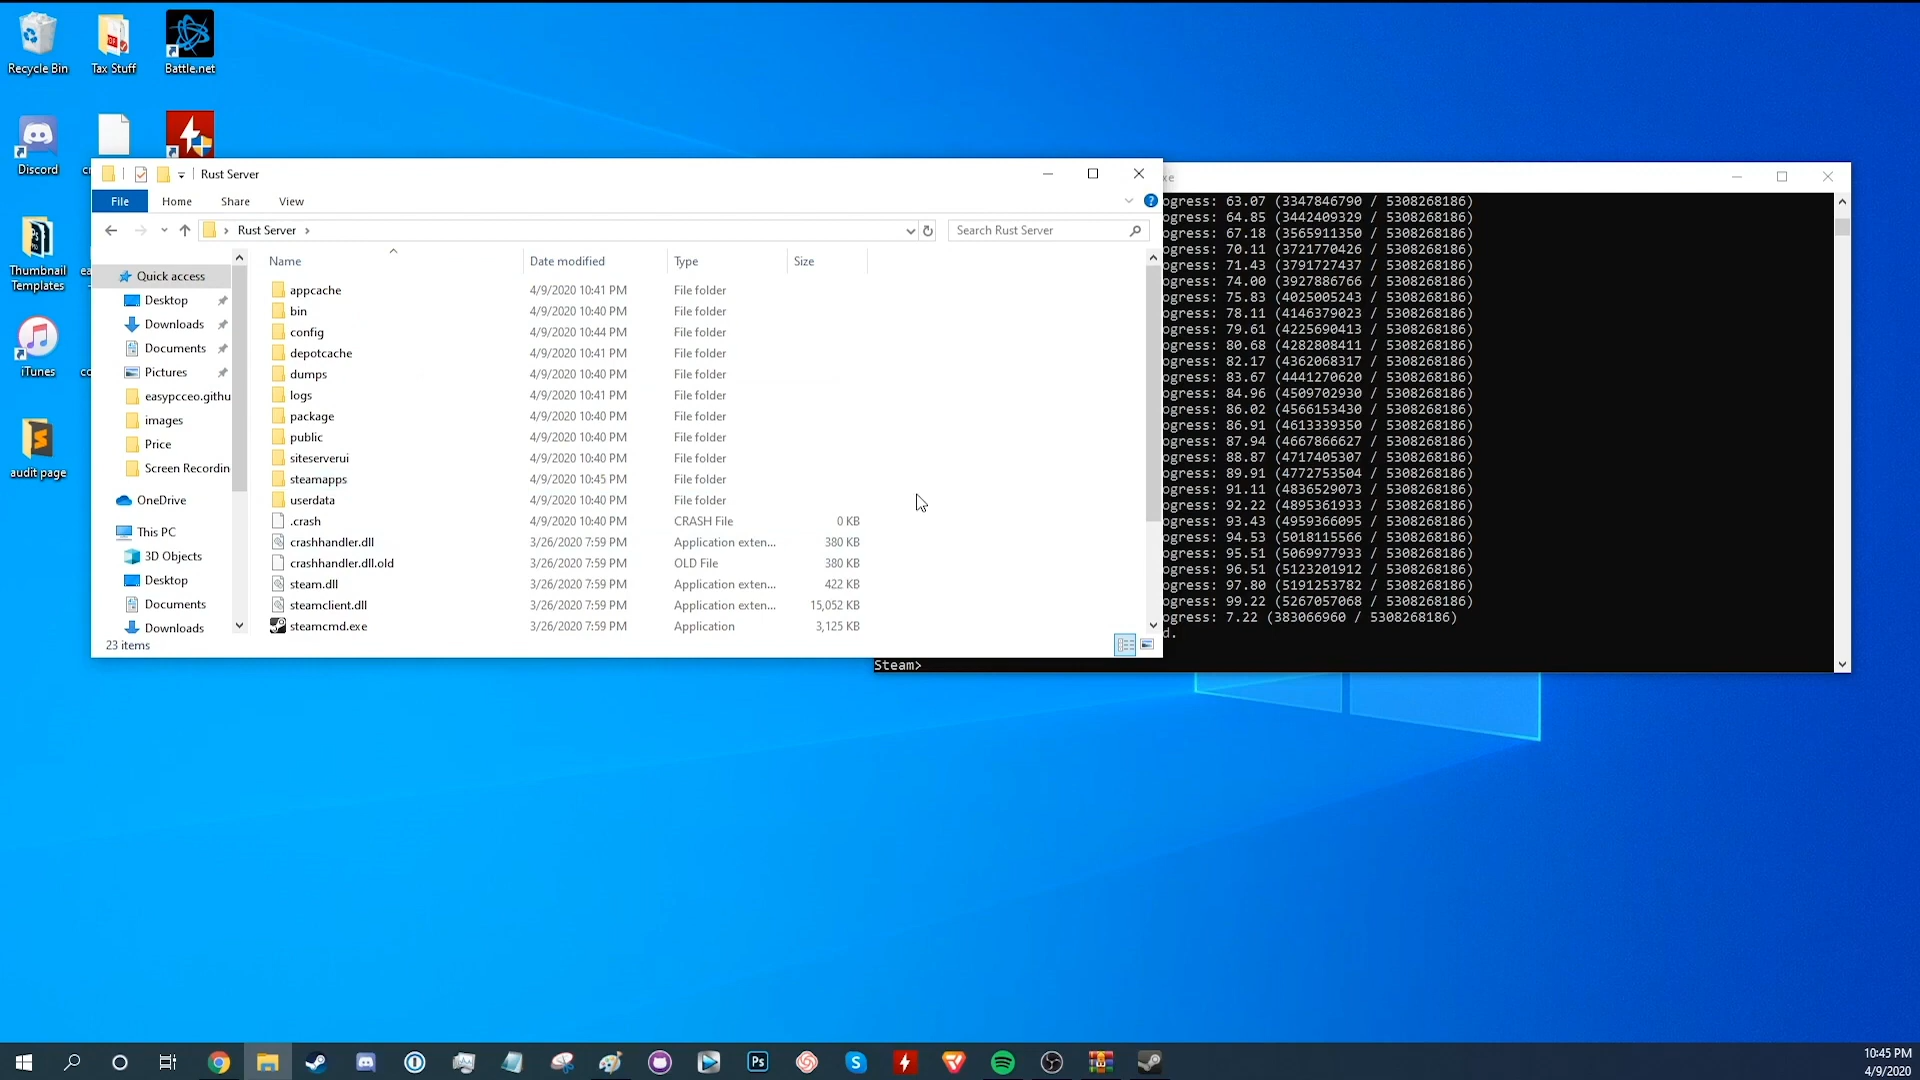 Recycle Bin
Tax Stuff
Battle.net
Discord
Thumbnail Templates
iTunes
audit page
Rust Server
File
Home
Share
View
Rust Server
Search Rust Server
Name
Date modified
Type
Size
Quick access
Desktop
Downloads
Documents
Pictures
easypcceo.githu
images
Price
Screen Recordin
OneDrive
This PC
3D Objects
Desktop
Documents
Downloads
appcache 4/9/2020 10:41 PM File folder
bin 4/9/2020 10:40 PM File folder
config 4/9/2020 10:44 PM File folder
depotcache 4/9/2020 10:41 PM File folder
dumps 4/9/2020 10:40 PM File folder
logs 4/9/2020 10:41 PM File folder
package 4/9/2020 10:40 PM File folder
public 4/9/2020 10:40 PM File folder
siteserverui 4/9/2020 10:40 PM File folder
steamapps 4/9/2020 10:45 PM File folder
userdata 4/9/2020 10:40 PM File folder
.crash 4/9/2020 10:40 PM CRASH File 0 KB
crashhandler.dll 3/26/2020 7:59 PM Application exten... 380 KB
crashhandler.dll.old 3/26/2020 7:59 PM OLD File 380 KB
steam.dll 3/26/2020 7:59 PM Application exten... 422 KB
steamclient.dll 3/26/2020 7:59 PM Application exten... 15,052 KB
steamcmd.exe 3/26/2020 7:59 PM Application 3,125 KB
23 items
xe
ogress: 63.07 (3347846790 / 5308268186)
ogress: 64.85 (3442409329 / 5308268186)
ogress: 67.18 (3565911350 / 5308268186)
ogress: 70.11 (3721770426 / 5308268186)
ogress: 71.43 (3791727437 / 5308268186)
ogress: 74.00 (3927886766 / 5308268186)
ogress: 75.83 (4025005243 / 5308268186)
ogress: 78.11 (4146379023 / 5308268186)
ogress: 79.61 (4225690413 / 5308268186)
ogress: 80.68 (4282808411 / 5308268186)
ogress: 82.17 (4362068317 / 5308268186)
ogress: 83.67 (4441270620 / 5308268186)
ogress: 84.96 (4509702930 / 5308268186)
ogress: 86.02 (4566153430 / 5308268186)
ogress: 86.91 (4613339350 / 5308268186)
ogress: 87.94 (4667866627 / 5308268186)
ogress: 88.87 (4717405307 / 5308268186)
ogress: 89.91 (4772753504 / 5308268186)
ogress: 91.11 (4836529073 / 5308268186)
ogress: 92.22 (4895361933 / 5308268186)
ogress: 93.43 (4959366095 / 5308268186)
ogress: 94.53 (5018115566 / 5308268186)
ogress: 95.51 (5069977933 / 5308268186)
ogress: 96.51 (5123201912 / 5308268186)
ogress: 97.80 (5191253782 / 5308268186)
ogress: 99.22 (5267057068 / 5308268186)
ogress: 7.22 (383066960 / 5308268186)
d.
Steam>
Ps
10:45 PM
4/9/2020